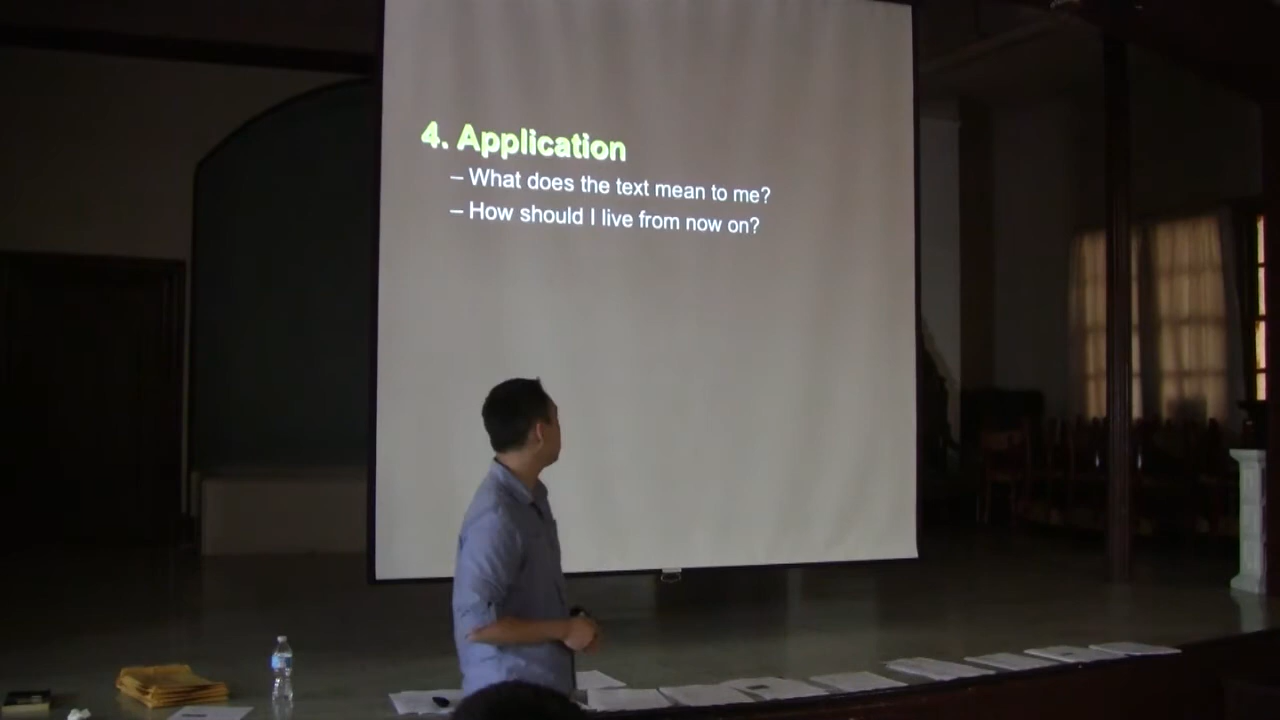 4. Application
– What does the text mean to me?
– How should I live from now on?